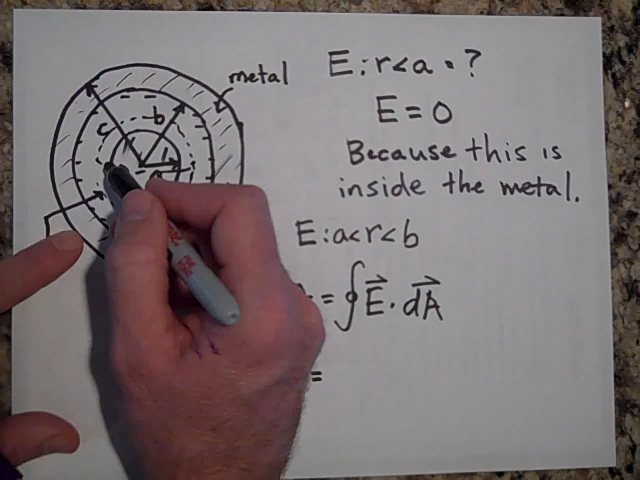 metal
E: r<a = ?
E = 0
Because this is
inside the metal.
b
c
E: a<r<b
= ∮E⃗ · dA⃗
=